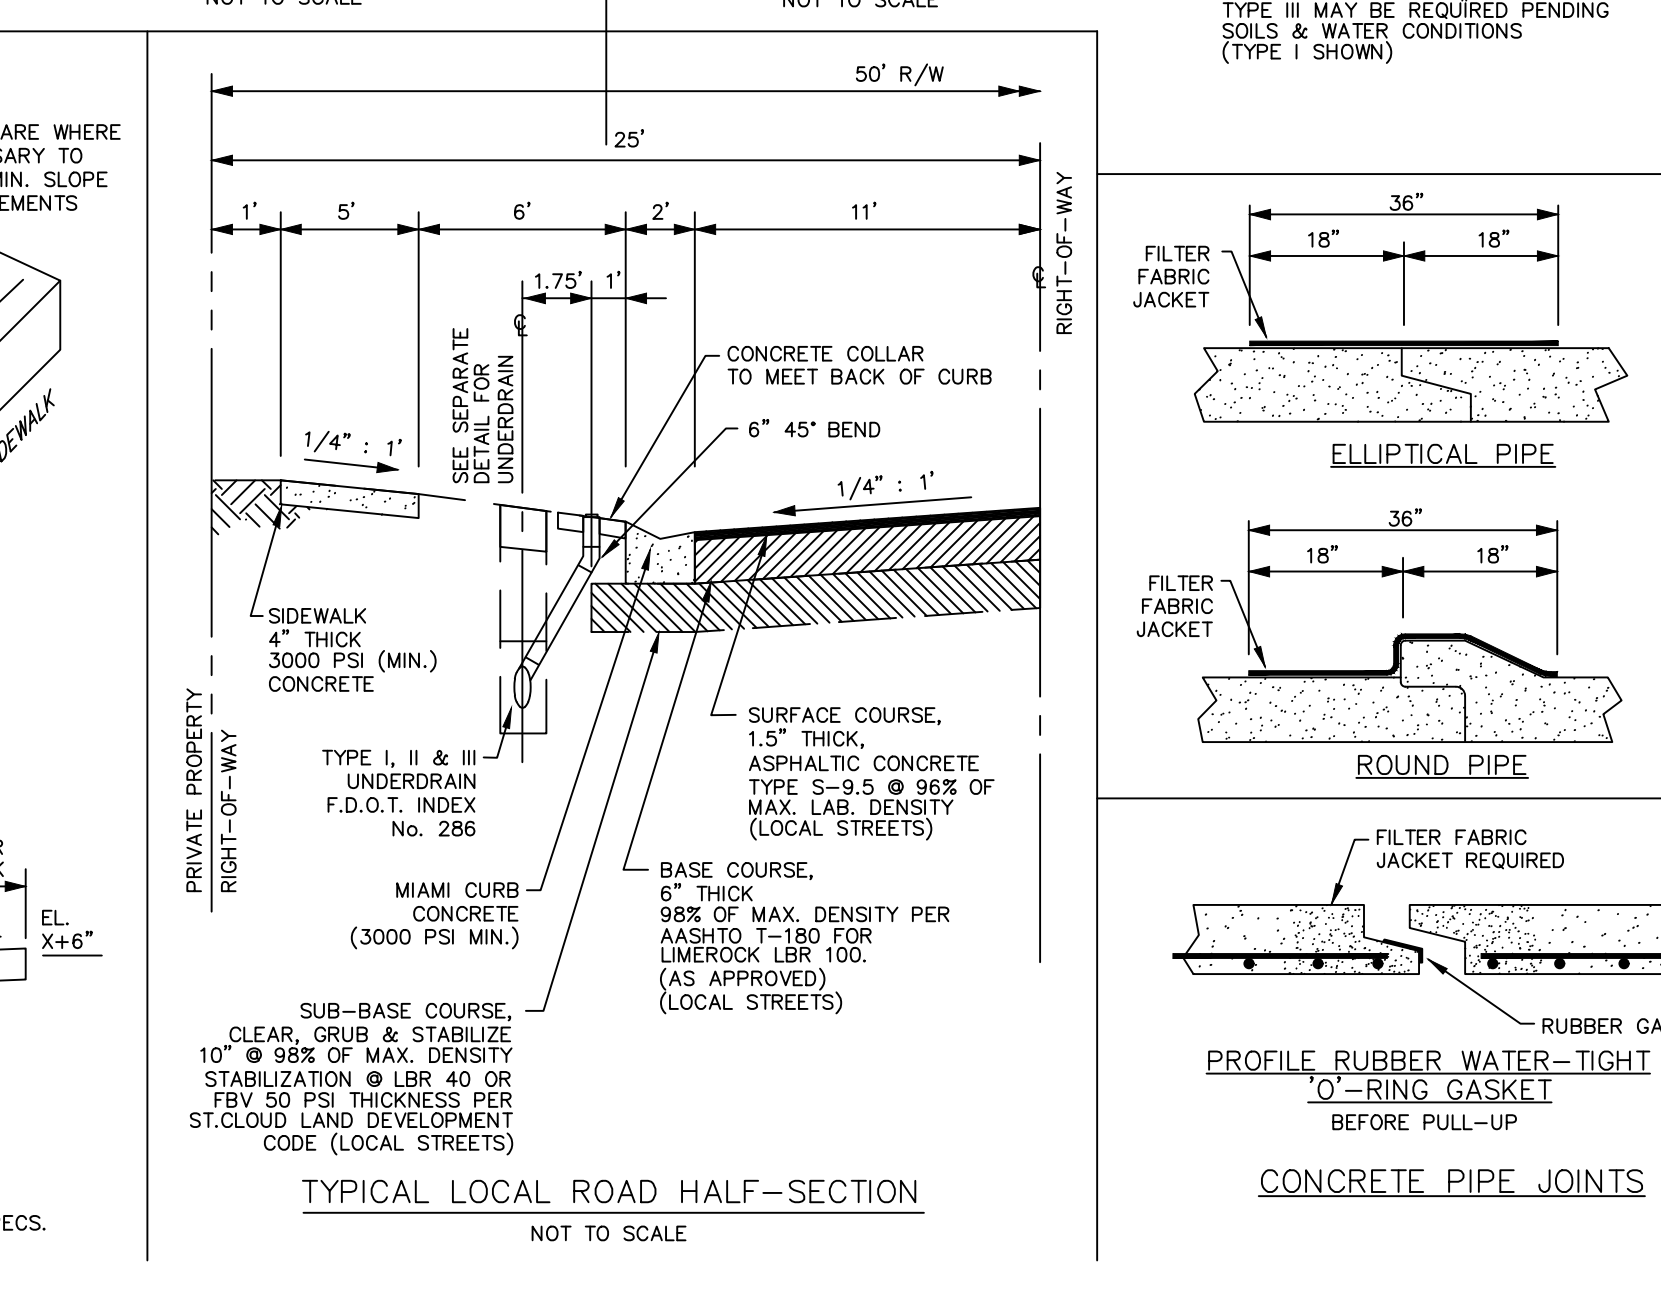 NOT TO SCALE
NOT TO SCALE
TYPE III MAY BE REQUIRED PENDING
SOILS & WATER CONDITIONS
(TYPE I SHOWN)
ARE WHERE
SARY TO
MIN. SLOPE
EMENTS
DEWALK
EL.
X+6"
PECS.
50' R/W
25'
1'
5'
6'
2'
11'
1.75'
1'
RIGHT-OF-WAY
SEE SEPARATE
DETAIL FOR
UNDERDRAIN
CONCRETE COLLAR
TO MEET BACK OF CURB
6" 45° BEND
1/4" : 1'
1/4" : 1'
SIDEWALK
4" THICK
3000 PSI (MIN.)
CONCRETE
PRIVATE PROPERTY
RIGHT-OF-WAY
TYPE I, II & III
UNDERDRAIN
F.D.O.T. INDEX
No. 286
SURFACE COURSE,
1.5" THICK,
ASPHALTIC CONCRETE
TYPE S-9.5 @ 96% OF
MAX. LAB. DENSITY
(LOCAL STREETS)
MIAMI CURB
CONCRETE
(3000 PSI MIN.)
BASE COURSE,
6" THICK
98% OF MAX. DENSITY PER
AASHTO T-180 FOR
LIMEROCK LBR 100.
(AS APPROVED)
(LOCAL STREETS)
SUB-BASE COURSE,
CLEAR, GRUB & STABILIZE
10" @ 98% OF MAX. DENSITY
STABILIZATION @ LBR 40 OR
FBV 50 PSI THICKNESS PER
ST.CLOUD LAND DEVELOPMENT
CODE (LOCAL STREETS)
TYPICAL LOCAL ROAD HALF-SECTION
NOT TO SCALE
36"
18"
18"
FILTER
FABRIC
JACKET
ELLIPTICAL PIPE
36"
18"
18"
FILTER
FABRIC
JACKET
ROUND PIPE
FILTER FABRIC
JACKET REQUIRED
RUBBER GA
PROFILE RUBBER WATER-TIGHT
'O'-RING GASKET
BEFORE PULL-UP
CONCRETE PIPE JOINTS